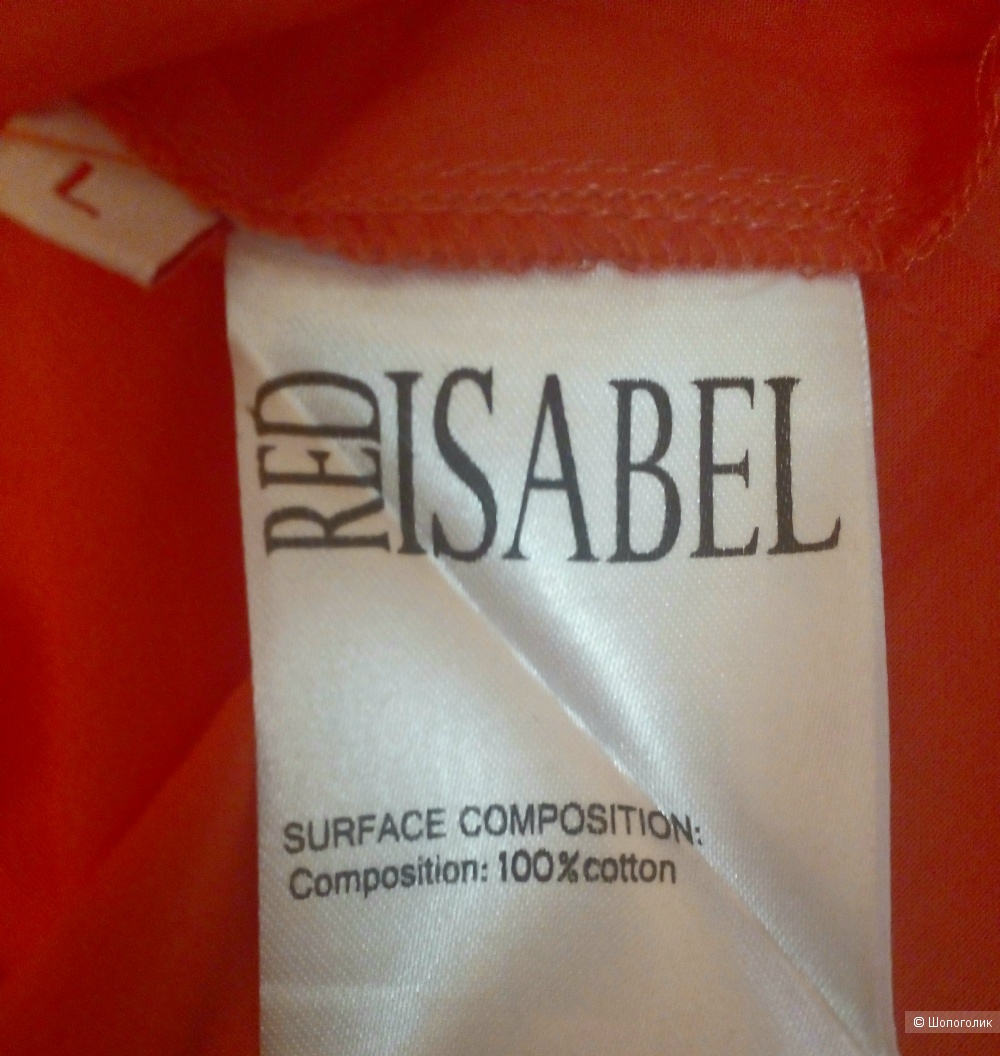 L
RED ISABEL
SURFACE COMPOSITION:
Composition: 100%cotton
© Шопоголик